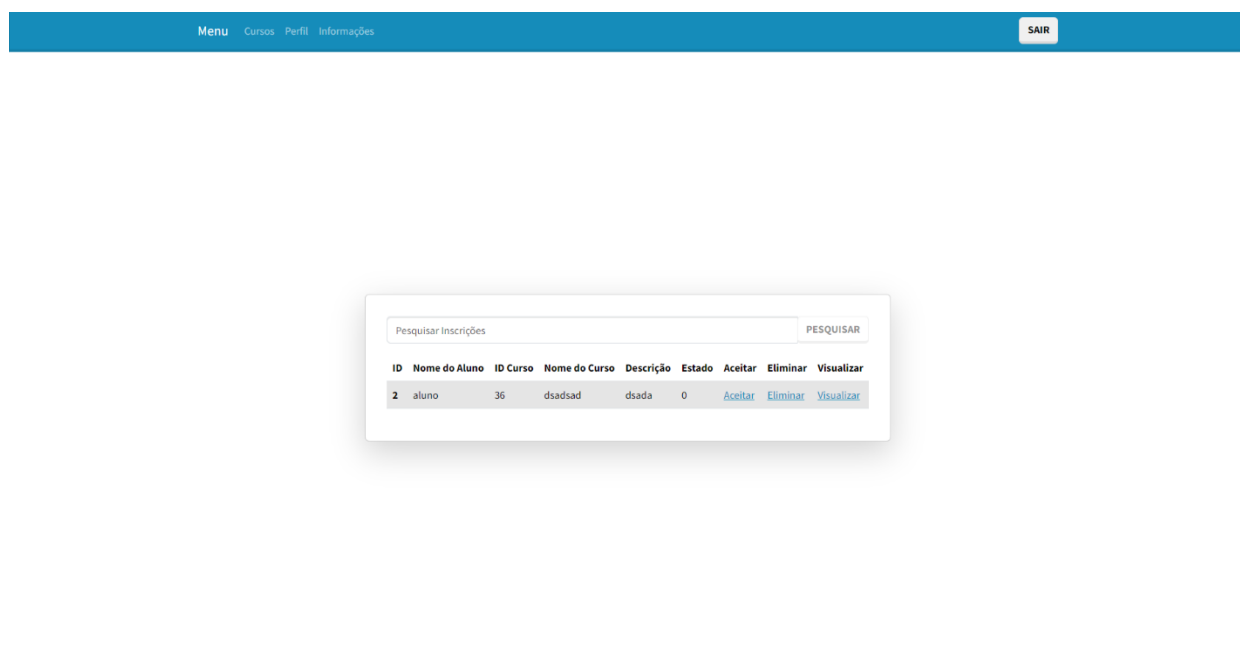 Menu Cursos Perfil Informações SAIR
Pesquisar Inscrições PESQUISAR
ID Nome do Aluno ID Curso Nome do Curso Descrição Estado Aceitar Eliminar Visualizar
2 aluno 36 dsadsad dsada 0 Aceitar Eliminar Visualizar